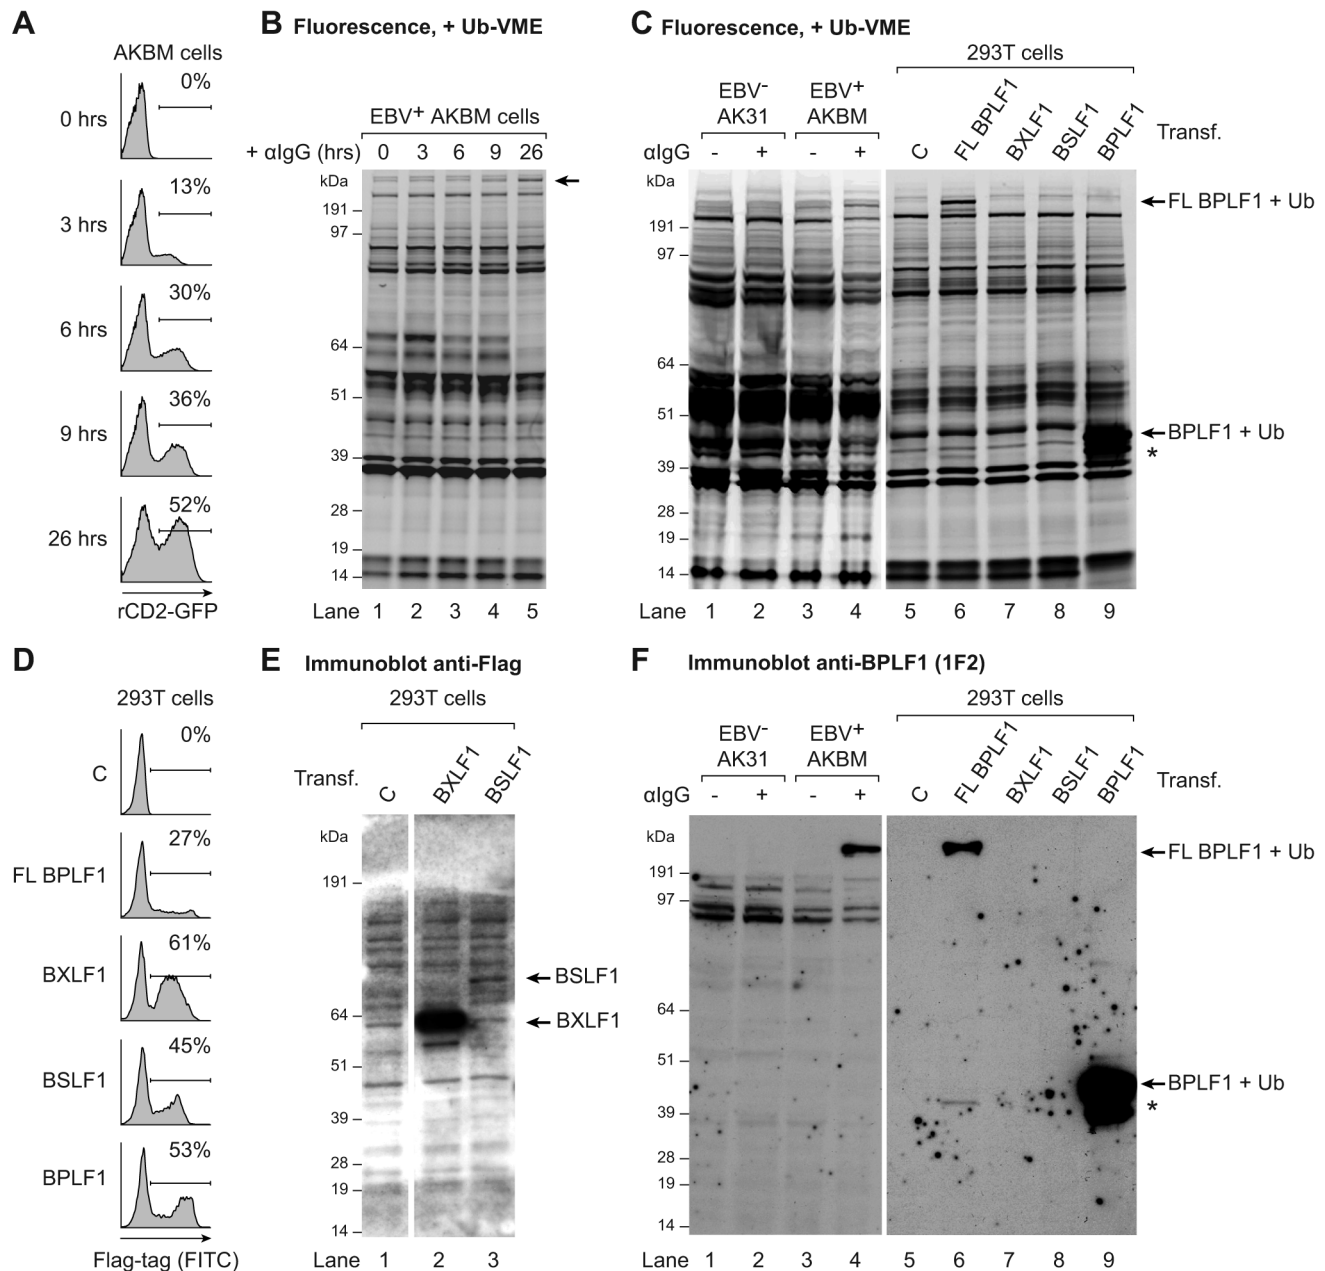 A
AKBM cells
0 hrs
0%
3 hrs
13%
6 hrs
30%
9 hrs
36%
26 hrs
52%
rCD2-GFP
B Fluorescence, + Ub-VME
EBV+ AKBM cells
+ αIgG (hrs) 0 3 6 9 26
kDa
191
97
64
51
39
28
19
14
Lane 1 2 3 4 5
C Fluorescence, + Ub-VME
293T cells
EBV- AK31
EBV+ AKBM
C FL BPLF1 BXLF1 BSLF1 BPLF1 Transf.
αIgG - + - +
kDa
FL BPLF1 + Ub
191
97
64
51
BPLF1 + Ub
*
39
28
19
14
Lane 1 2 3 4 5 6 7 8 9
D
293T cells
C
0%
FL BPLF1
27%
BXLF1
61%
BSLF1
45%
BPLF1
53%
Flag-tag (FITC)
E Immunoblot anti-Flag
293T cells
Transf. C BXLF1 BSLF1
kDa
191
BSLF1
64
BXLF1
51
39
28
19
14
Lane 1 2 3
F Immunoblot anti-BPLF1 (1F2)
293T cells
EBV- AK31
EBV+ AKBM
C FL BPLF1 BXLF1 BSLF1 BPLF1 Transf.
αIgG - + - +
kDa
FL BPLF1 + Ub
191
97
64
51
BPLF1 + Ub
*
39
28
19
14
Lane 1 2 3 4 5 6 7 8 9